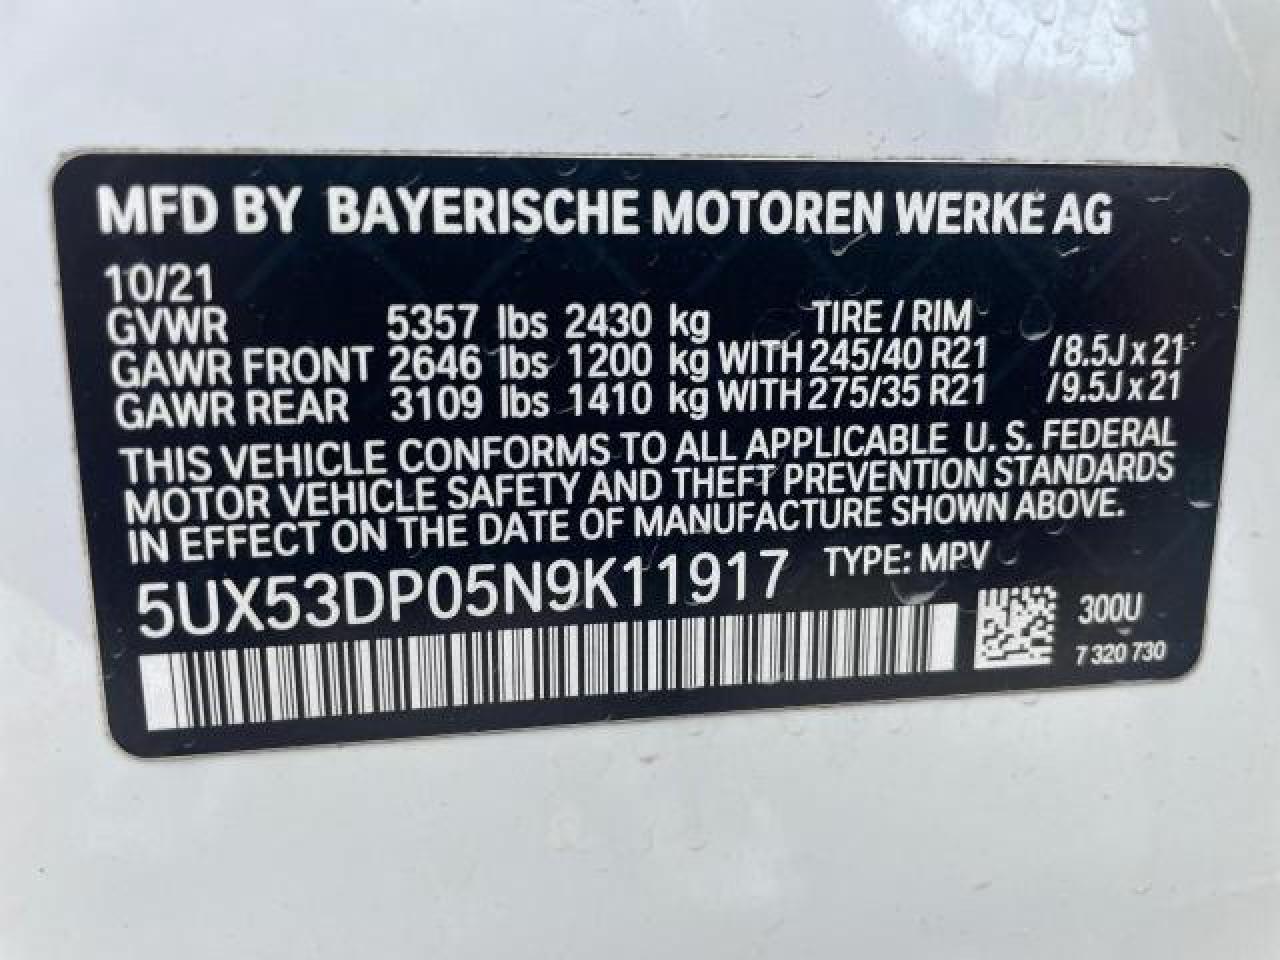 MFD BY BAYERISCHE MOTOREN WERKE AG
10/21
GVWR 5357 lbs 2430 kg TIRE / RIM
GAWR FRONT 2646 lbs 1200 kg WITH 245/40 R21 /8.5J x 21
GAWR REAR 3109 lbs 1410 kg WITH 275/35 R21 /9.5J x 21
THIS VEHICLE CONFORMS TO ALL APPLICABLE U. S. FEDERAL
MOTOR VEHICLE SAFETY AND THEFT PREVENTION STANDARDS
IN EFFECT ON THE DATE OF MANUFACTURE SHOWN ABOVE.
5UX53DP05N9K11917 TYPE: MPV
300U
7 320 730